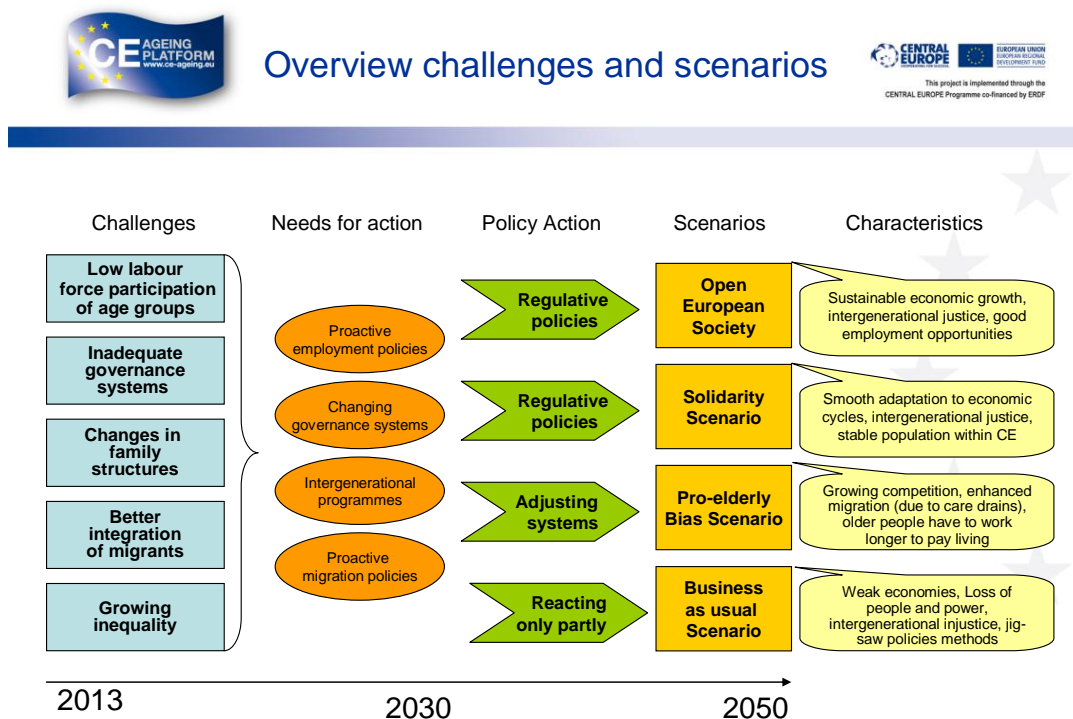 CE AGEING
PLATFORM
www.ce-ageing.eu
Overview challenges and scenarios
CENTRAL
EUROPE
COOPERATING FOR SUCCESS.
EUROPEAN UNION
EUROPEAN REGIONAL
DEVELOPMENT FUND
This project is implemented through the
CENTRAL EUROPE Programme co-financed by ERDF
Challenges
Needs for action
Policy Action
Scenarios
Characteristics
Low labour
force participation
of age groups
Inadequate
governance
systems
Changes in
family
structures
Better
integration
of migrants
Growing
inequality
Proactive
employment policies
Changing
governance systems
Intergenerational
programmes
Proactive
migration policies
Regulative
policies
Regulative
policies
Adjusting
systems
Reacting
only partly
Open
European
Society
Solidarity
Scenario
Pro-elderly
Bias Scenario
Business
as usual
Scenario
Sustainable economic growth,
intergenerational justice, good
employment opportunities
Smooth adaptation to economic
cycles, intergenerational justice,
stable population within CE
Growing competition, enhanced
migration (due to care drains),
older people have to work
longer to pay living
Weak economies, Loss of
people and power,
intergenerational injustice, jig-
saw policies methods
2013
2030
2050